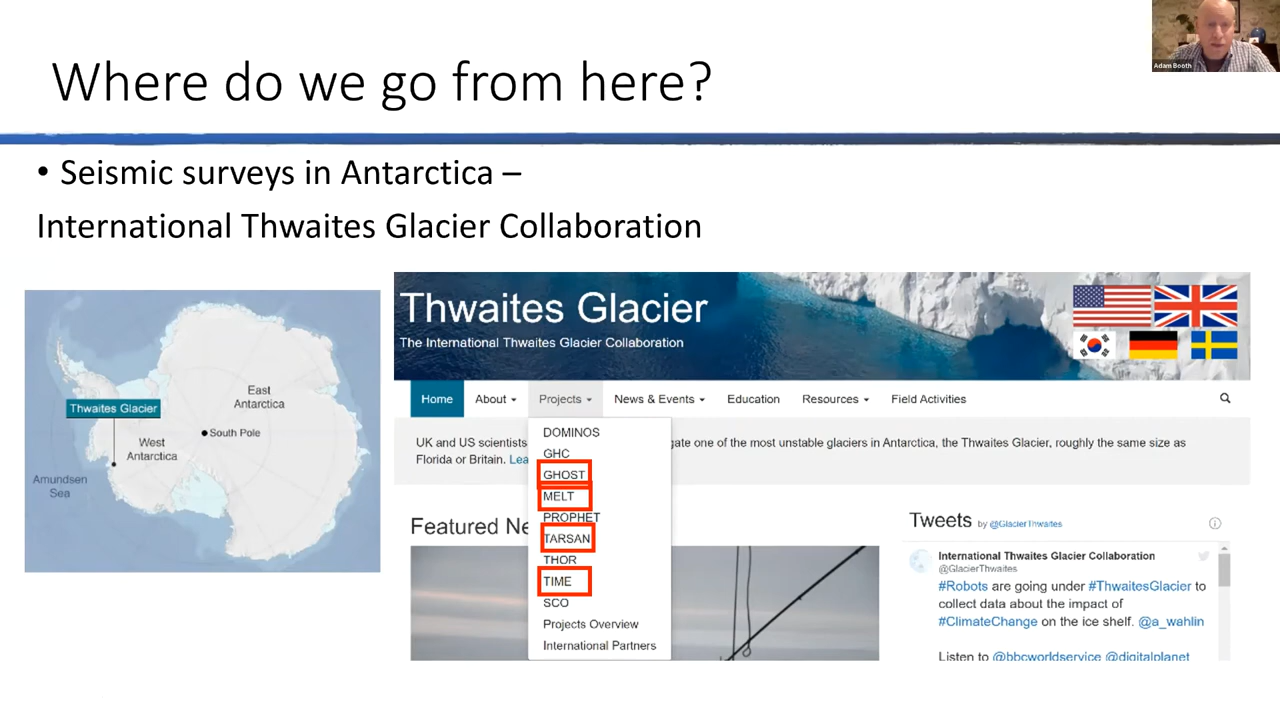 Adam Booth
Where do we go from here?
• Seismic surveys in Antarctica –
International Thwaites Glacier Collaboration
Thwaites Glacier
East
Antarctica
South Pole
West
Antarctica
Amundsen
Sea
Thwaites Glacier
The International Thwaites Glacier Collaboration
Home About Projects News & Events Education Resources Field Activities
DOMINOS
GHC
GHOST
MELT
PROPHET
TARSAN
THOR
TIME
SCO
Projects Overview
International Partners
UK and US scientists gate one of the most unstable glaciers in Antarctica, the Thwaites Glacier, roughly the same size as
Florida or Britain. Lea
Featured Ne
Tweets by @GlacierThwaites
International Thwaites Glacier Collaboration
@GlacierThwaites
#Robots are going under #ThwaitesGlacier to
collect data about the impact of
#ClimateChange on the ice shelf. @a_wahlin
Listen to @bbcworldservice @digitalplanet